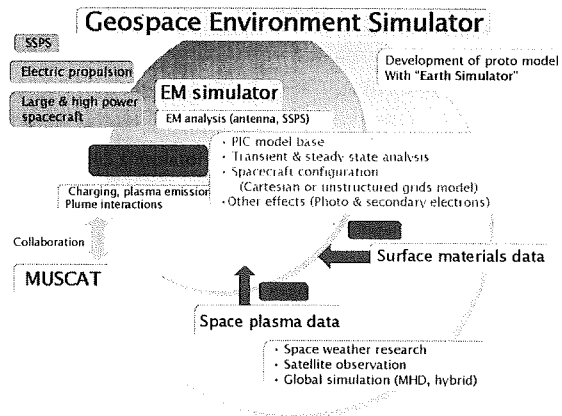 Geospace Environment Simulator
SSPS
Electric propulsion
Large & high power
spacecraft
Development of proto model
With "Earth Simulator"
EM simulator
EM analysis (antenna, SSPS)
· PIC model base
· Transient & steady state analysis
· Spacecraft configuration
(Cartesian or unstructured grids model)
· Other effects (Photo & secondary electrons)
Charging, plasma emission
Plume interactions
Collaboration
MUSCAT
Surface materials data
Space plasma data
· Space weather research
· Satellite observation
· Global simulation (MHD, hybrid)